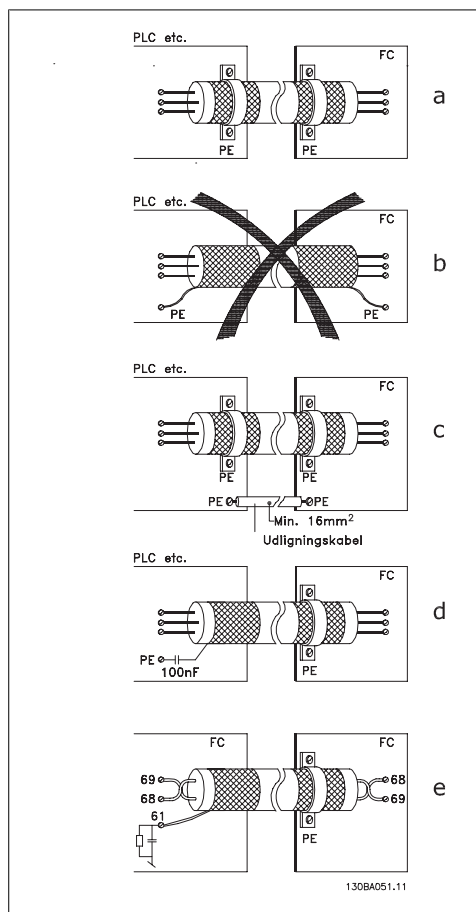 PLC etc.
FC
a
PE
PE
PLC etc.
FC
b
PE
PE
PLC etc.
FC
c
PE
PE
PE
PE
Min. 16mm²
Udligningskabel
PLC etc.
FC
d
PE
100nF
PE
FC
FC
69
68
e
68
69
61
PE
130BA051.11